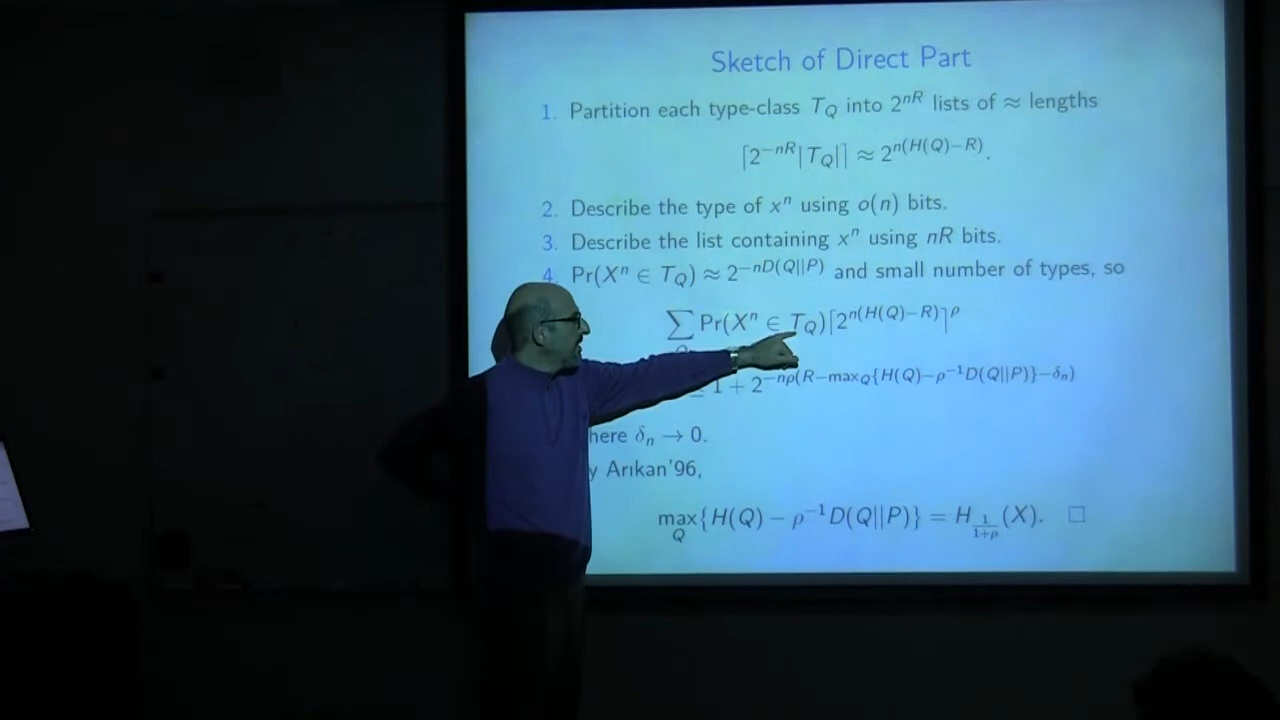 Sketch of Direct Part
1. Partition each type-class T_Q into 2^{nR} lists of ≈ lengths
⌈2^{−nR}|T_Q|⌉ ≈ 2^{n(H(Q)−R)}.
2. Describe the type of x^n using o(n) bits.
3. Describe the list containing x^n using nR bits.
4. Pr(X^n ∈ T_Q) ≈ 2^{−nD(Q||P)} and small number of types, so
∑ Pr(X^n ∈ T_Q)⌈2^{n(H(Q)−R)}⌉^ρ
1 + 2^{−nρ(R−max_Q{H(Q)−ρ^{−1}D(Q||P)}−δ_n)}
here δ_n → 0.
y Arıkan'96,
max_Q{H(Q) − ρ^{−1}D(Q||P)} = H_{1/(1+ρ)}(X). □